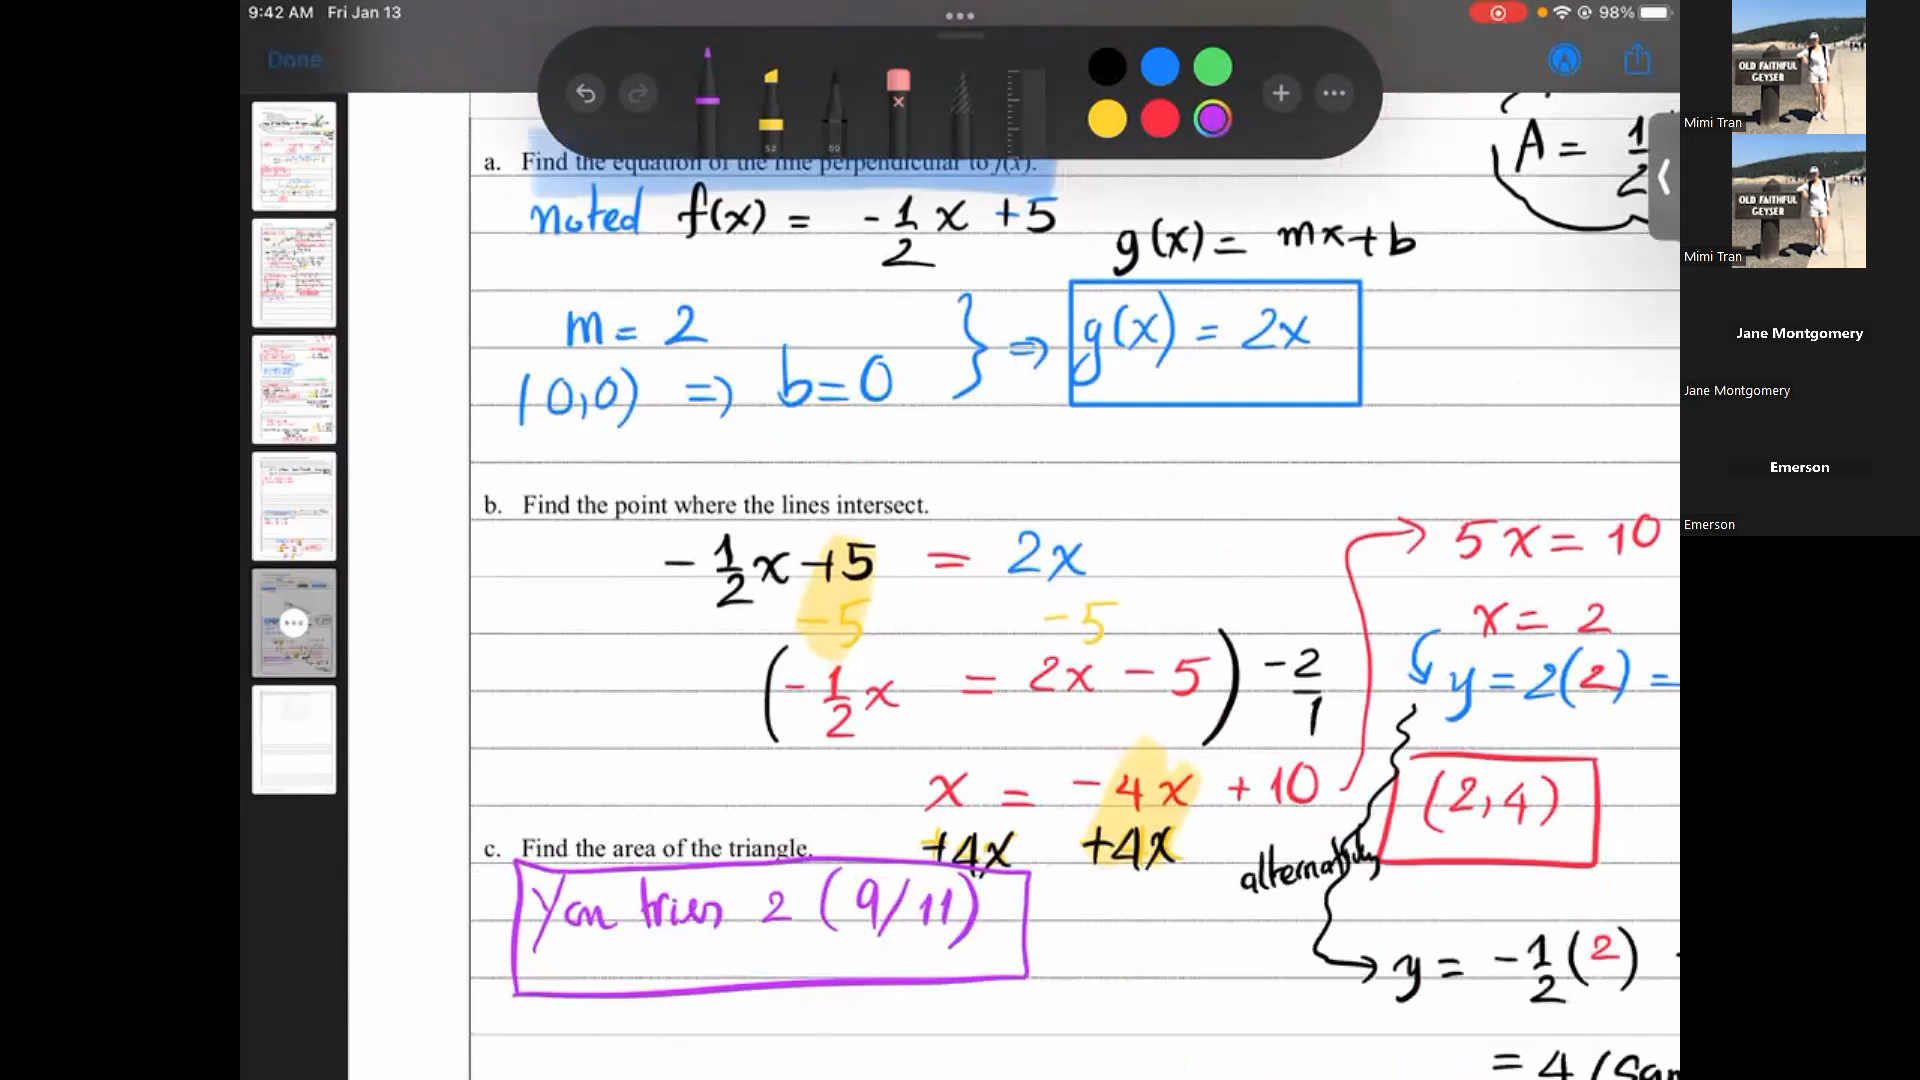 9:42 AM Fri Jan 13
98%
Done
52
80
a. Find the equation of the line perpendicular to f(x).
A = 1/2
noted f(x) = -1/2 x +5
g(x) = mx+b
m = 2
(0,0) => b=0
} => g(x) = 2x
b. Find the point where the lines intersect.
-1/2 x +5 = 2x
-5 -5
(-1/2 x = 2x - 5) -2/1
x = -4x + 10
+4x +4x
5x = 10
x = 2
y = 2(2) =
(2,4)
alternatively
y = -1/2 (2)
= 4
c. Find the area of the triangle.
You tries 2 (9/11)
OLD FAITHFUL
GEYSER
Mimi Tran
OLD FAITHFUL
GEYSER
Mimi Tran
Jane Montgomery
Jane Montgomery
Emerson
Emerson